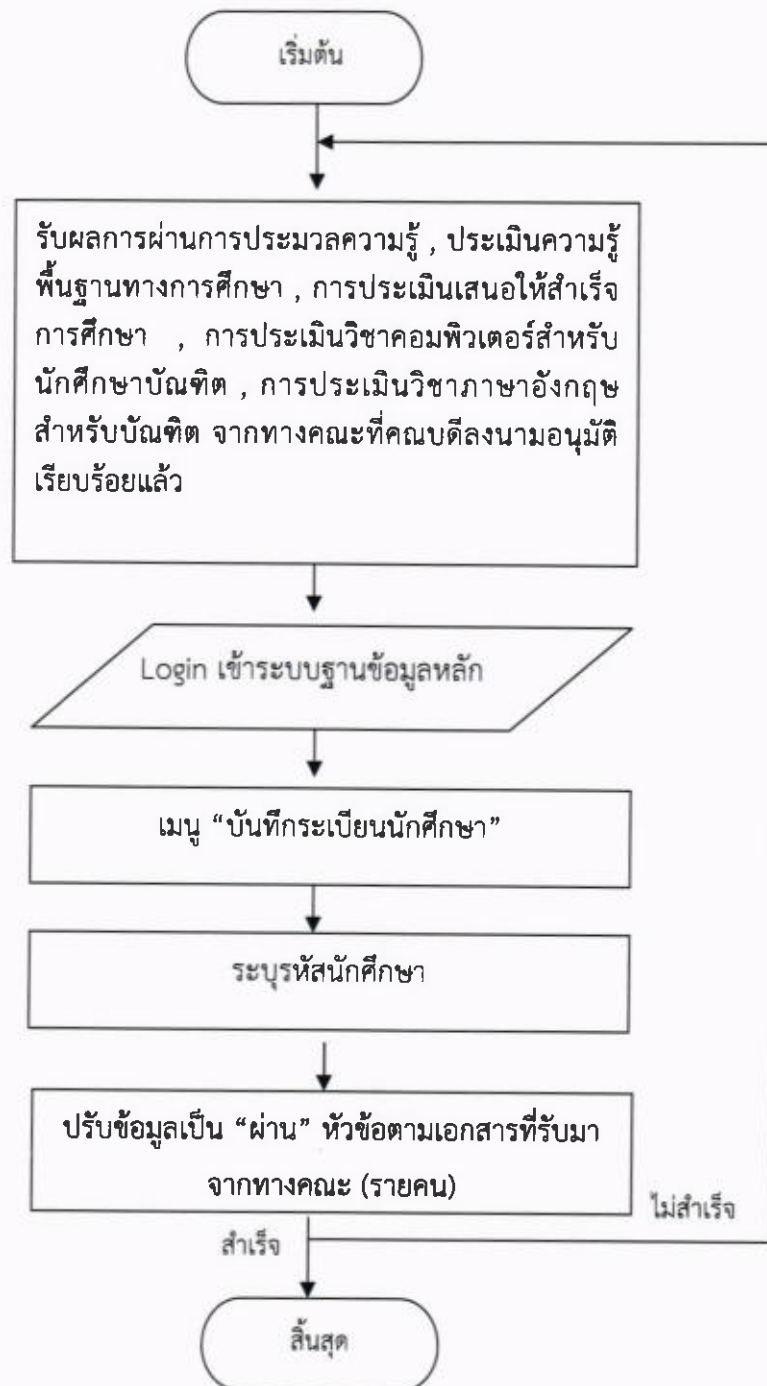 เริ่มต้น
รับผลการผ่านการประมวลความรู้ , ประเมินความรู้
พื้นฐานทางการศึกษา , การประเมินเสนอให้สำเร็จ
การศึกษา , การประเมินวิชาคอมพิวเตอร์สำหรับ
นักศึกษาบัณฑิต , การประเมินวิชาภาษาอังกฤษ
สำหรับบัณฑิต จากทางคณะที่คณบดีลงนามอนุมัติ
เรียบร้อยแล้ว
Login เข้าระบบฐานข้อมูลหลัก
เมนู “บันทึกระเบียนนักศึกษา”
ระบุรหัสนักศึกษา
ปรับข้อมูลเป็น “ผ่าน” หัวข้อตามเอกสารที่รับมา
จากทางคณะ (รายคน)
ไม่สำเร็จ
สำเร็จ
สิ้นสุด